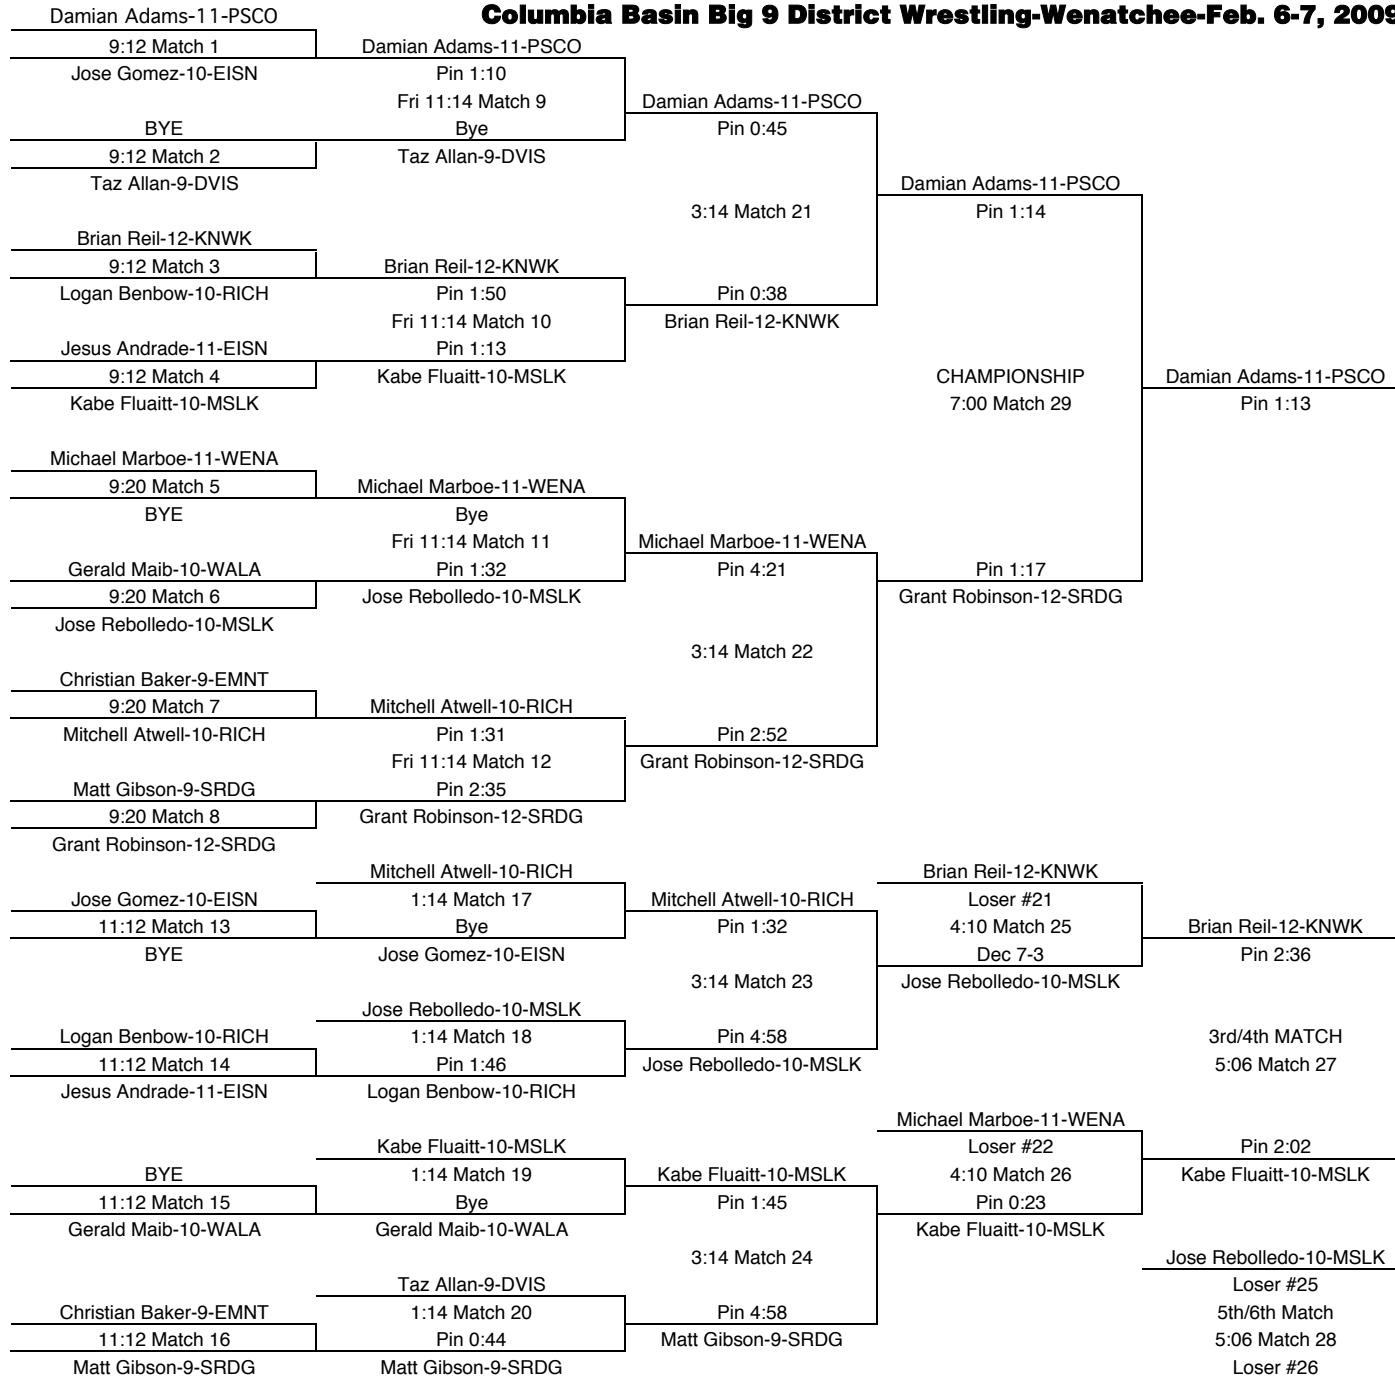 Columbia Basin Big 9 District Wrestling-Wenatchee-Feb. 6-7, 2009
Damian Adams-11-PSCO
9:12 Match 1
Jose Gomez-10-EISN
BYE
9:12 Match 2
Taz Allan-9-DVIS
Brian Reil-12-KNWK
9:12 Match 3
Logan Benbow-10-RICH
Jesus Andrade-11-EISN
9:12 Match 4
Kabe Fluaitt-10-MSLK
Michael Marboe-11-WENA
9:20 Match 5
BYE
Gerald Maib-10-WALA
9:20 Match 6
Jose Rebolledo-10-MSLK
Christian Baker-9-EMNT
9:20 Match 7
Mitchell Atwell-10-RICH
Matt Gibson-9-SRDG
9:20 Match 8
Grant Robinson-12-SRDG
Damian Adams-11-PSCO
Pin 1:10
Fri 11:14 Match 9
Bye
Taz Allan-9-DVIS
Brian Reil-12-KNWK
Pin 1:50
Fri 11:14 Match 10
Pin 1:13
Kabe Fluaitt-10-MSLK
Michael Marboe-11-WENA
Bye
Fri 11:14 Match 11
Pin 1:32
Jose Rebolledo-10-MSLK
Mitchell Atwell-10-RICH
Pin 1:31
Fri 11:14 Match 12
Pin 2:35
Grant Robinson-12-SRDG
Damian Adams-11-PSCO
Pin 0:45
3:14 Match 21
Pin 0:38
Brian Reil-12-KNWK
Michael Marboe-11-WENA
Pin 4:21
3:14 Match 22
Pin 2:52
Grant Robinson-12-SRDG
Damian Adams-11-PSCO
Pin 1:14
CHAMPIONSHIP
7:00 Match 29
Pin 1:17
Grant Robinson-12-SRDG
Damian Adams-11-PSCO
Pin 1:13
Jose Gomez-10-EISN
11:12 Match 13
BYE
Logan Benbow-10-RICH
11:12 Match 14
Jesus Andrade-11-EISN
BYE
11:12 Match 15
Gerald Maib-10-WALA
Christian Baker-9-EMNT
11:12 Match 16
Matt Gibson-9-SRDG
Mitchell Atwell-10-RICH
1:14 Match 17
Bye
Jose Gomez-10-EISN
Jose Rebolledo-10-MSLK
1:14 Match 18
Pin 1:46
Logan Benbow-10-RICH
Kabe Fluaitt-10-MSLK
1:14 Match 19
Bye
Gerald Maib-10-WALA
Taz Allan-9-DVIS
1:14 Match 20
Pin 0:44
Matt Gibson-9-SRDG
Mitchell Atwell-10-RICH
Pin 1:32
3:14 Match 23
Pin 4:58
Jose Rebolledo-10-MSLK
Kabe Fluaitt-10-MSLK
Pin 1:45
3:14 Match 24
Pin 4:58
Matt Gibson-9-SRDG
Brian Reil-12-KNWK
Loser #21
4:10 Match 25
Dec 7-3
Jose Rebolledo-10-MSLK
Michael Marboe-11-WENA
Loser #22
4:10 Match 26
Pin 0:23
Kabe Fluaitt-10-MSLK
Brian Reil-12-KNWK
Pin 2:36
3rd/4th MATCH
5:06 Match 27
Pin 2:02
Kabe Fluaitt-10-MSLK
Jose Rebolledo-10-MSLK
Loser #25
5th/6th Match
5:06 Match 28
Loser #26